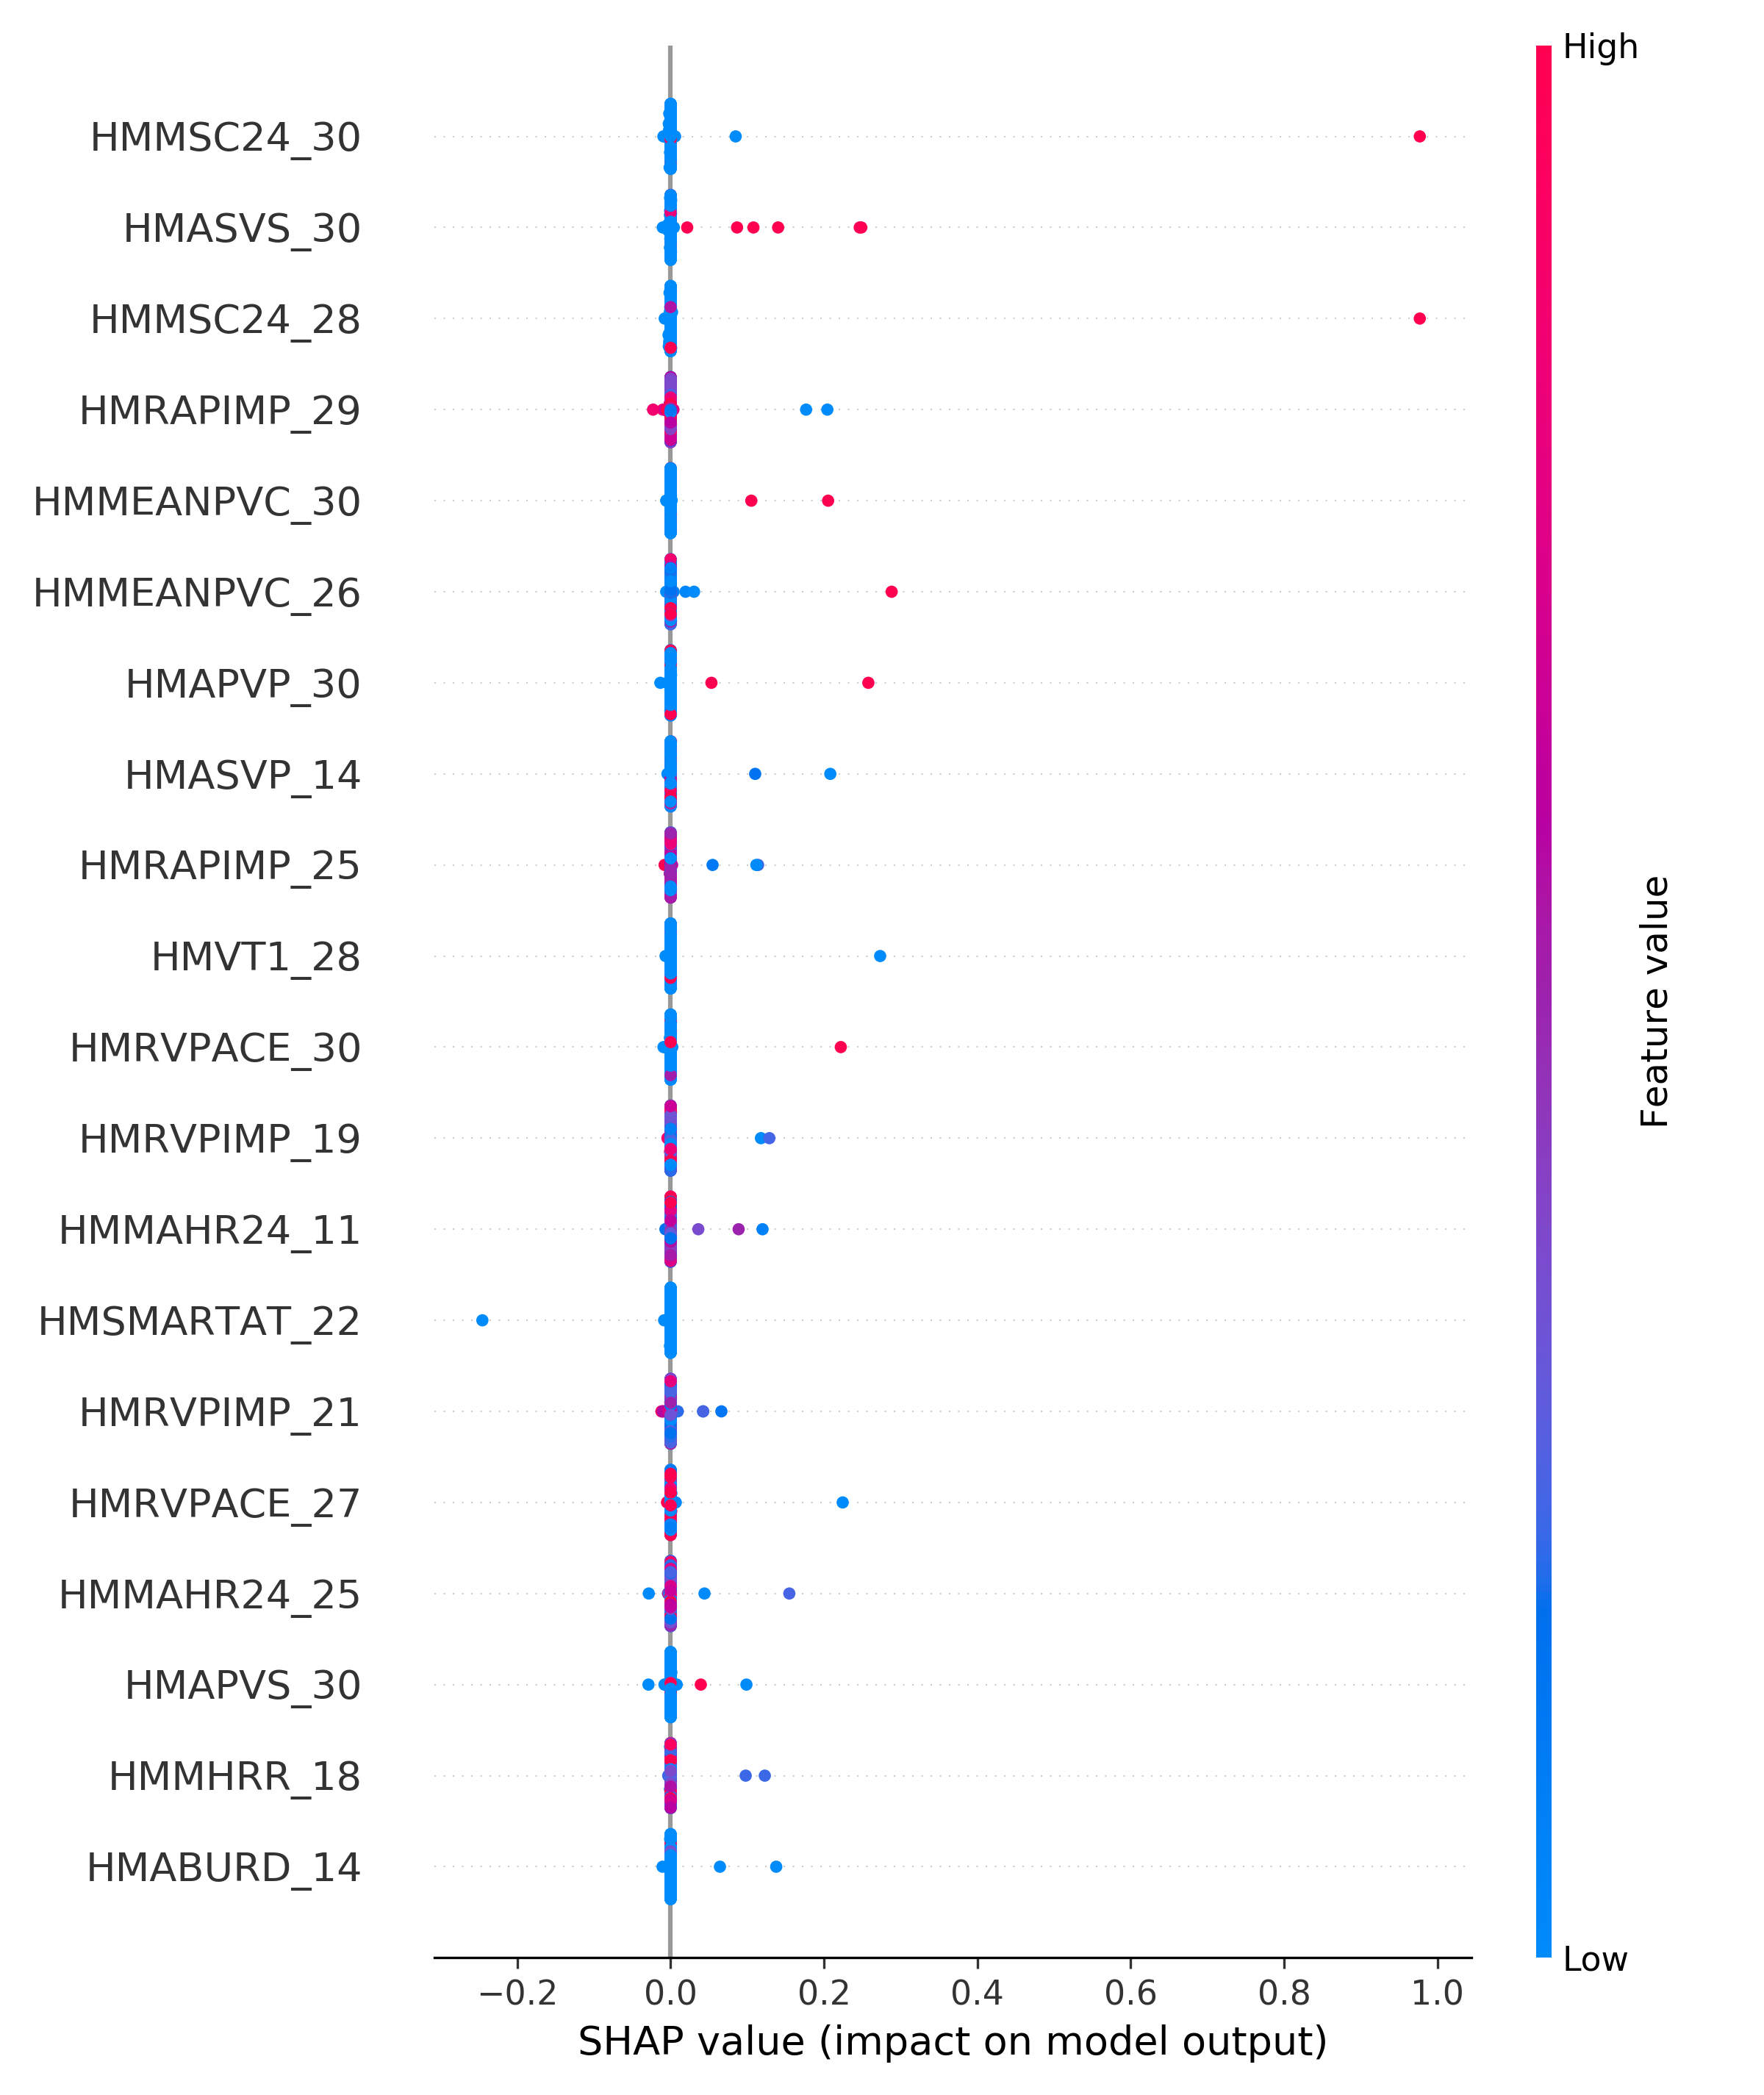 High
HMMSC24_30
HMASVS_30
HMMSC24_28
HMRAPIMP_29
HMMEANPVC_30
HMMEANPVC_26
HMAPVP_30
HMASVP_14
HMRAPIMP_25
HMVT1_28
HMRVPACE_30
HMRVPIMP_19
HMMAHR24_11
HMSMARTAT_22
HMRVPIMP_21
HMRVPACE_27
HMMAHR24_25
HMAPVS_30
HMMHRR_18
HMABURD_14
Feature value
Low
−0.2 0.0 0.2 0.4 0.6 0.8 1.0
SHAP value (impact on model output)